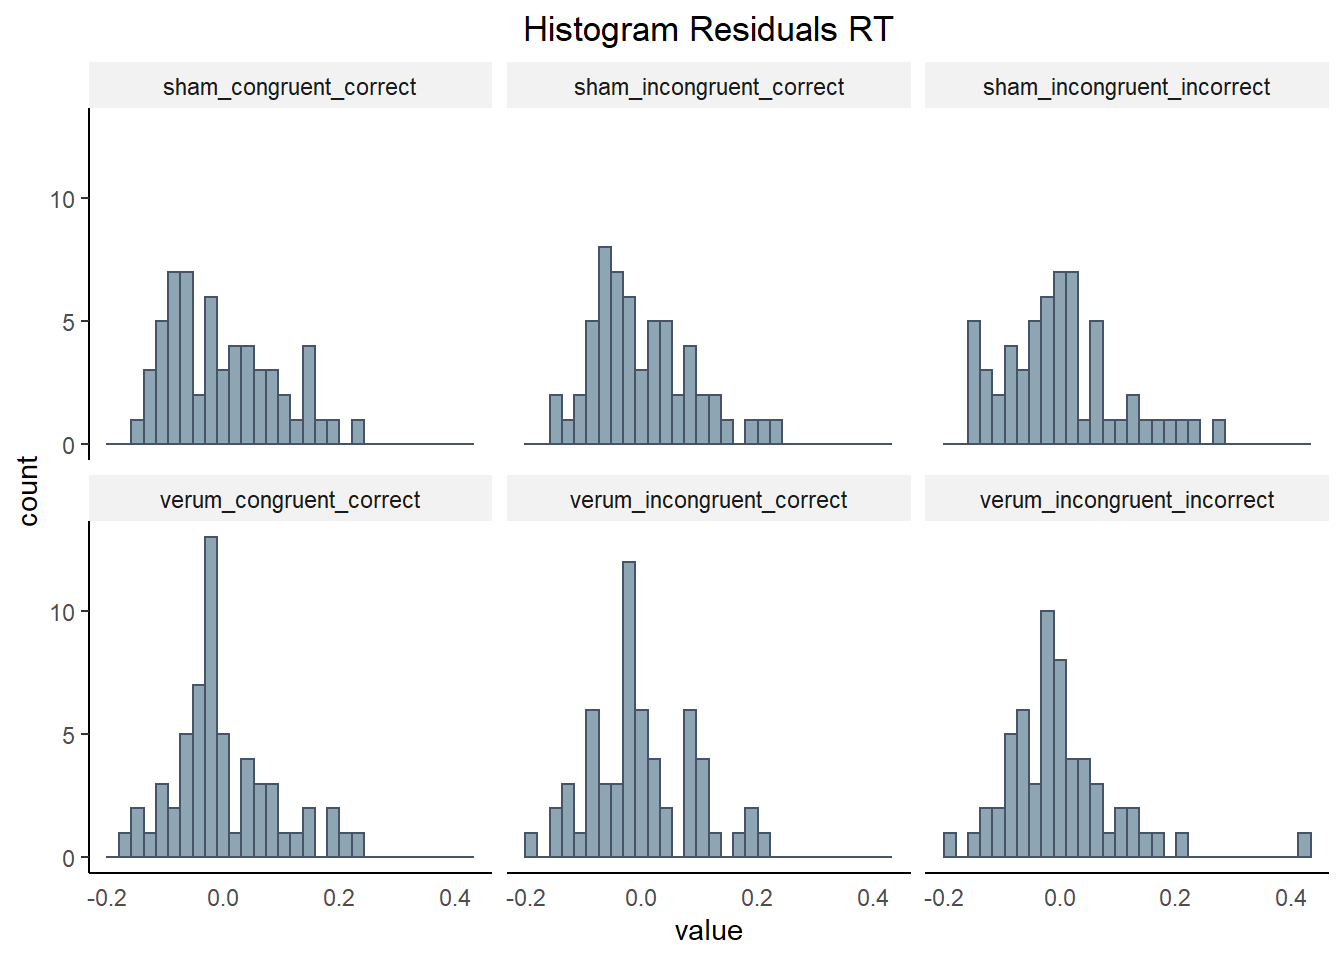 Histogram Residuals RT
sham_congruent_correct
sham_incongruent_correct
sham_incongruent_incorrect
10
5
0
verum_congruent_correct
verum_incongruent_correct
verum_incongruent_incorrect
10
5
0
count
-0.2 0.0 0.2 0.4
-0.2 0.0 0.2 0.4
-0.2 0.0 0.2 0.4
value